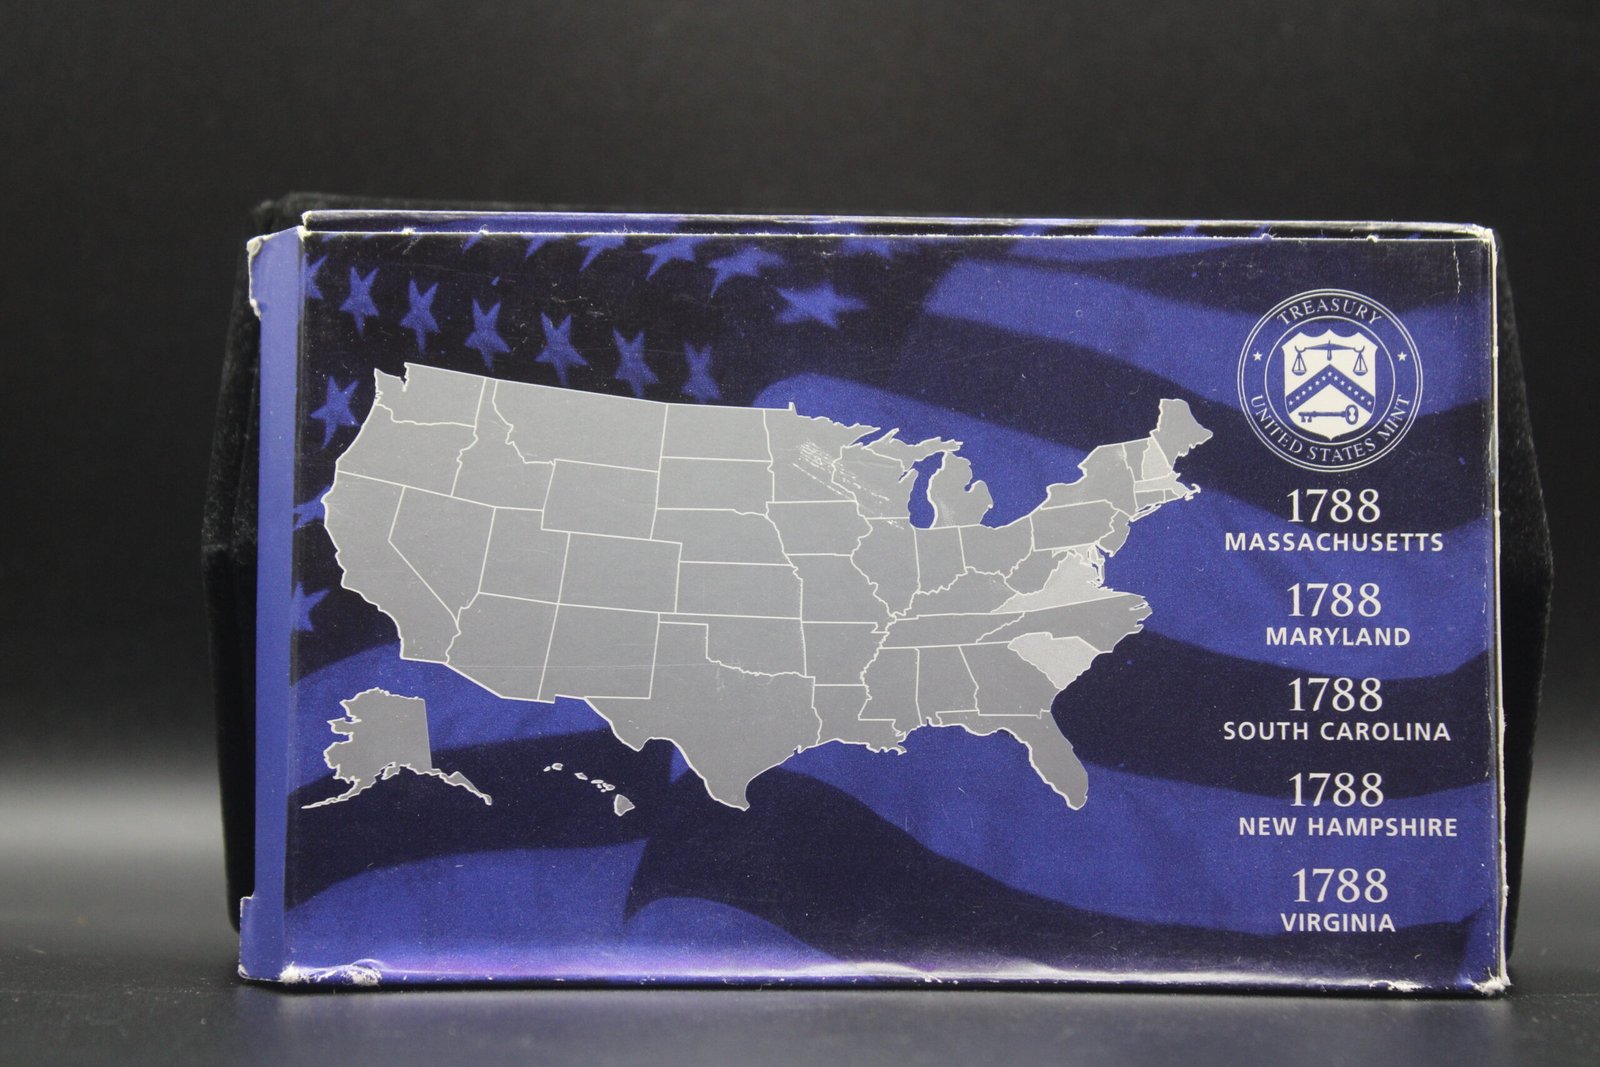 TREASURY
UNITED STATES MINT
1788
MASSACHUSETTS
1788
MARYLAND
1788
SOUTH CAROLINA
1788
NEW HAMPSHIRE
1788
VIRGINIA